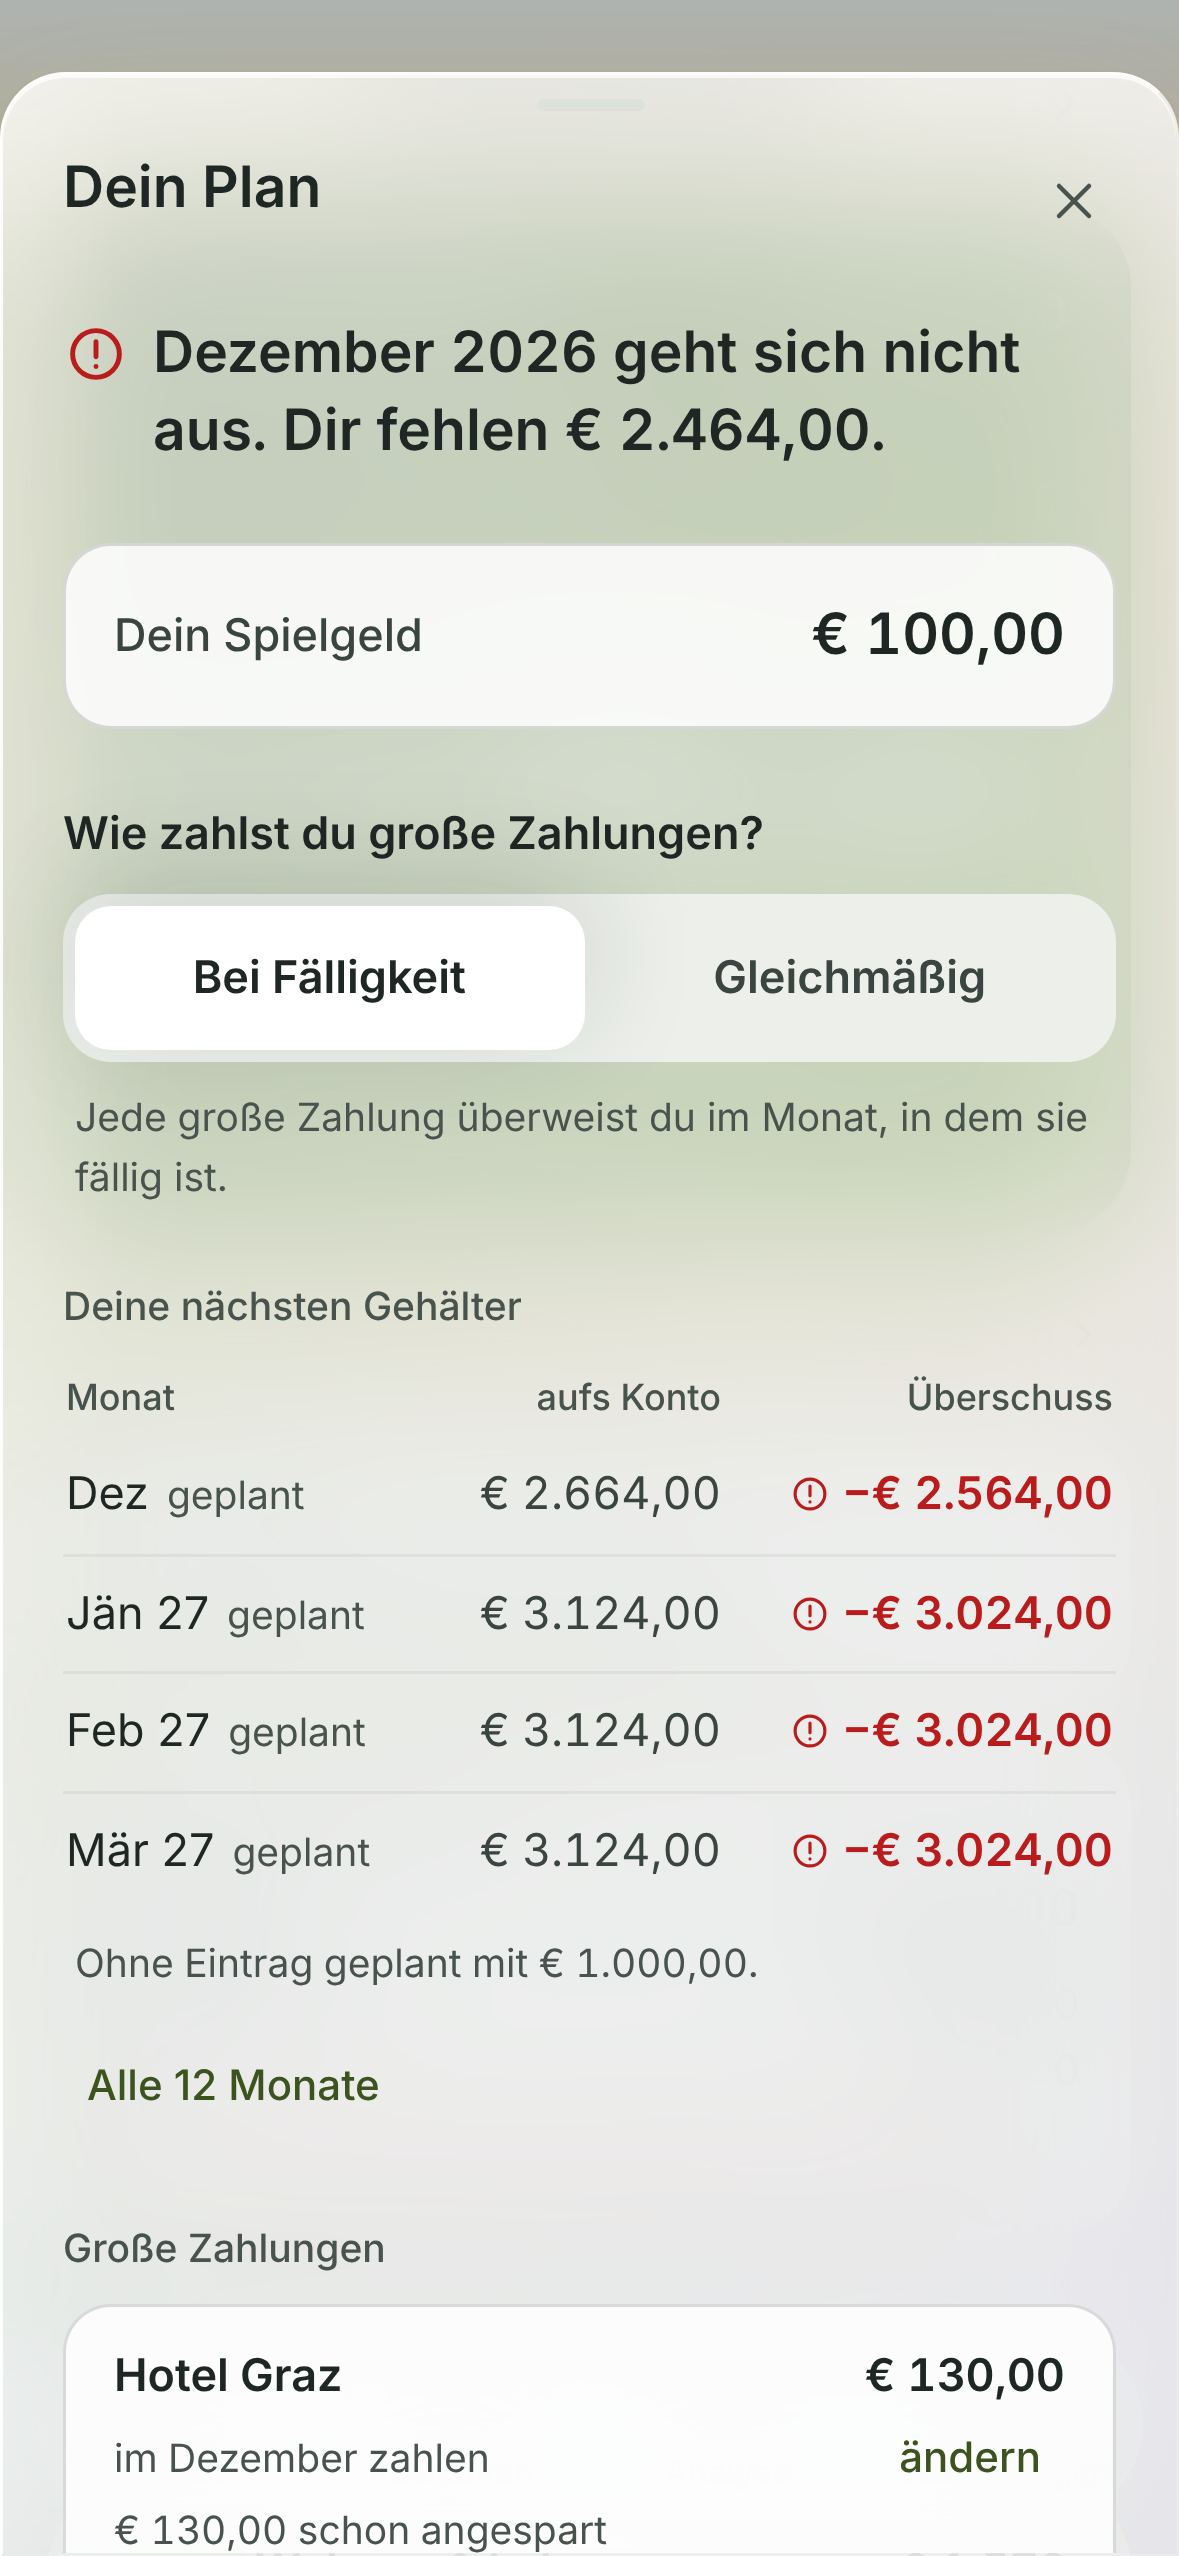 Dein Plan
Dezember 2026 geht sich nicht
aus. Dir fehlen € 2.464,00.
Dein Spielgeld € 100,00
Wie zahlst du große Zahlungen?
Bei Fälligkeit Gleichmäßig
Jede große Zahlung überweist du im Monat, in dem sie
fällig ist.
Deine nächsten Gehälter
Monat aufs Konto Überschuss
Dez geplant € 2.664,00 −€ 2.564,00
Jän 27 geplant € 3.124,00 −€ 3.024,00
Feb 27 geplant € 3.124,00 −€ 3.024,00
Mär 27 geplant € 3.124,00 −€ 3.024,00
Ohne Eintrag geplant mit € 1.000,00.
Alle 12 Monate
Große Zahlungen
Hotel Graz € 130,00
im Dezember zahlen ändern
€ 130,00 schon angespart